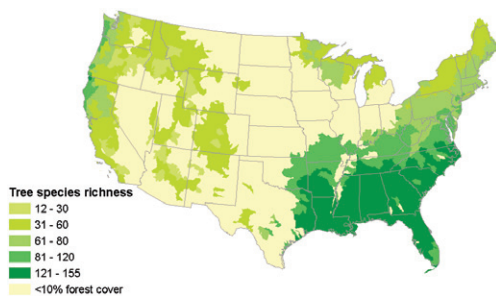 Tree species richness
12 - 30
31 - 60
61 - 80
81 - 120
121 - 155
<10% forest cover